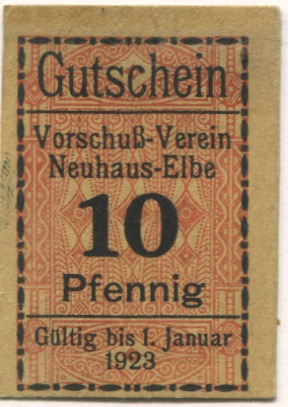 Gutschein
Vorschuß-Verein
Neuhaus-Elbe
10
Pfennig
Gültig bis 1. Januar
1923